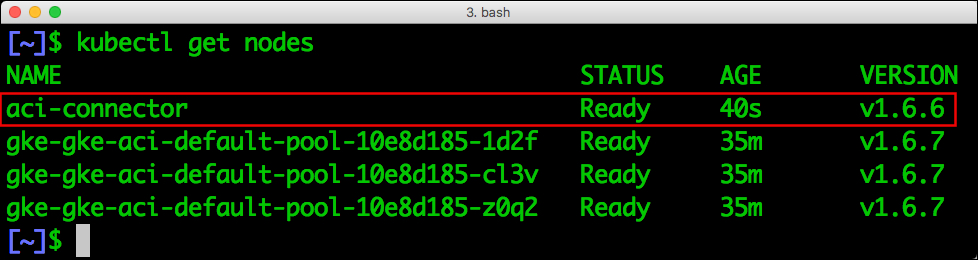 3. bash
[~]$ kubectl get nodes
NAME STATUS AGE VERSION
aci-connector Ready 40s v1.6.6
gke-gke-aci-default-pool-10e8d185-1d2f Ready 35m v1.6.7
gke-gke-aci-default-pool-10e8d185-cl3v Ready 35m v1.6.7
gke-gke-aci-default-pool-10e8d185-z0q2 Ready 35m v1.6.7
[~]$